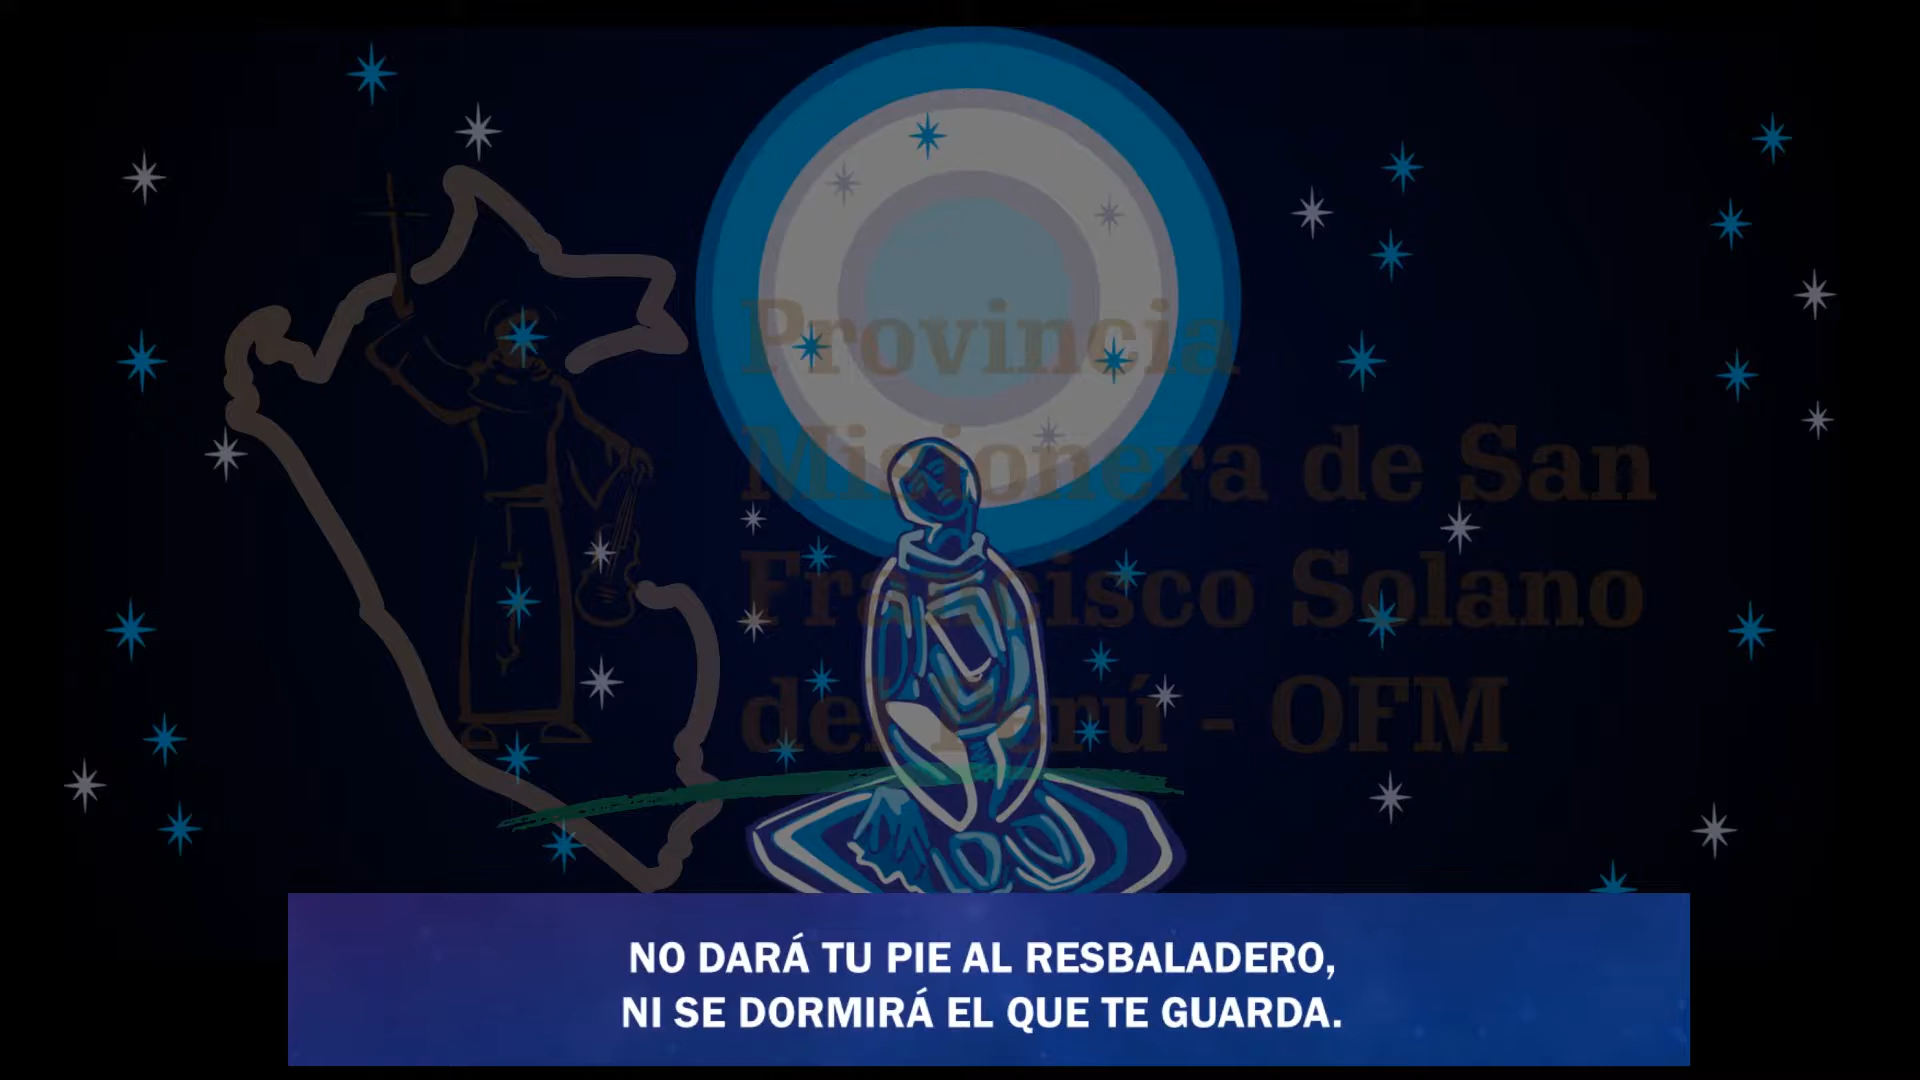 Provincia
Misionera de San
Francisco Solano
del Perú - OFM
NO DARÁ TU PIE AL RESBALADERO,
NI SE DORMIRÁ EL QUE TE GUARDA.